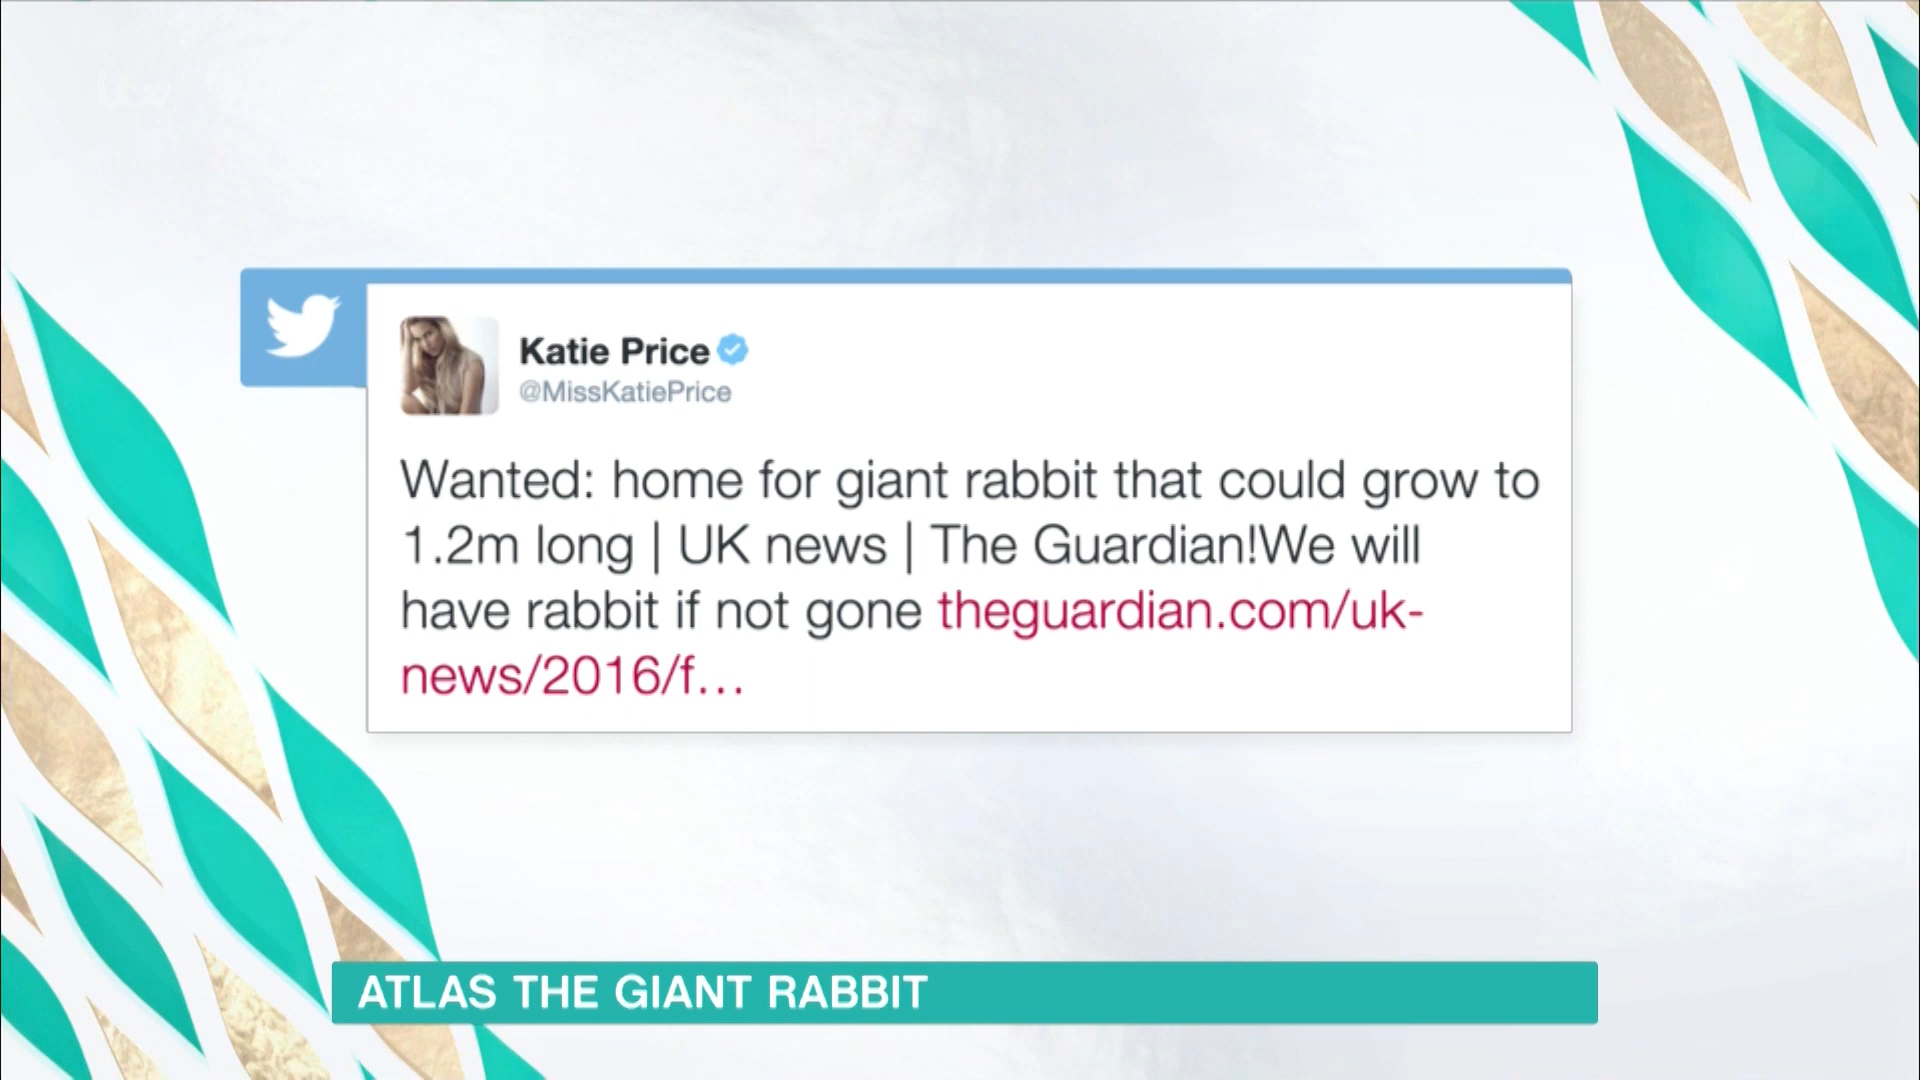 Katie Price
@MissKatiePrice
Wanted: home for giant rabbit that could grow to
1.2m long | UK news | The Guardian!We will
have rabbit if not gone theguardian.com/uk-
news/2016/f…
ATLAS THE GIANT RABBIT